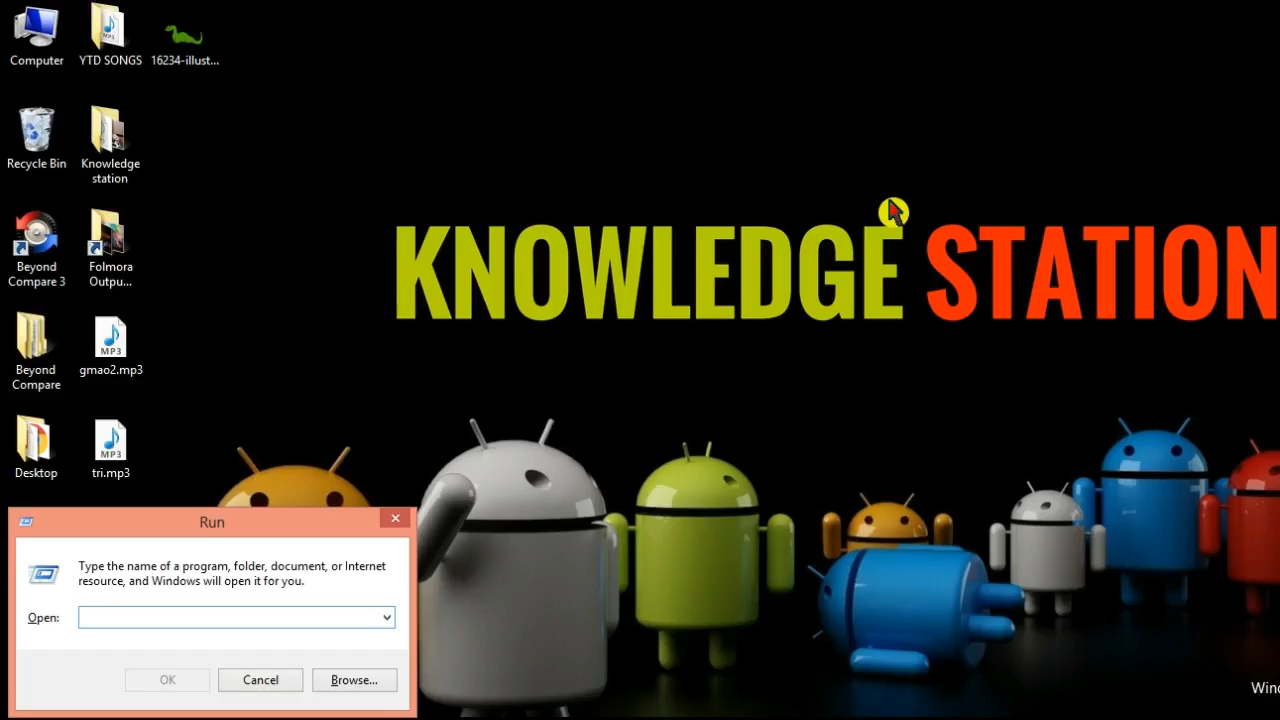 Computer
YTD SONGS
16234-illust...
Recycle Bin
Knowledge
station
Beyond
Compare 3
Folmora
Outpu...
Beyond
Compare
MP3
gmao2.mp3
Desktop
MP3
tri.mp3
KNOWLEDGE STATION
Run
Type the name of a program, folder, document, or Internet
resource, and Windows will open it for you.
Open:
OK
Cancel
Browse...
Wind